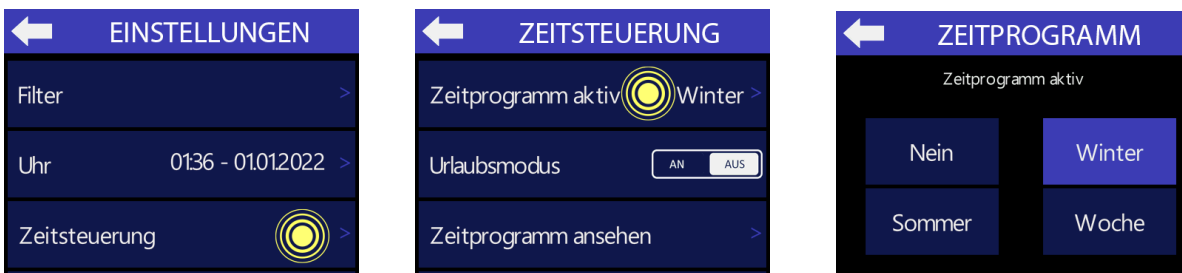 EINSTELLUNGEN
Filter >
Uhr 01:36 - 01.01.2022 >
Zeitsteuerung >
ZEITSTEUERUNG
Zeitprogramm aktiv Winter >
Urlaubsmodus AN AUS
Zeitprogramm ansehen >
ZEITPROGRAMM
Zeitprogramm aktiv
Nein Winter
Sommer Woche